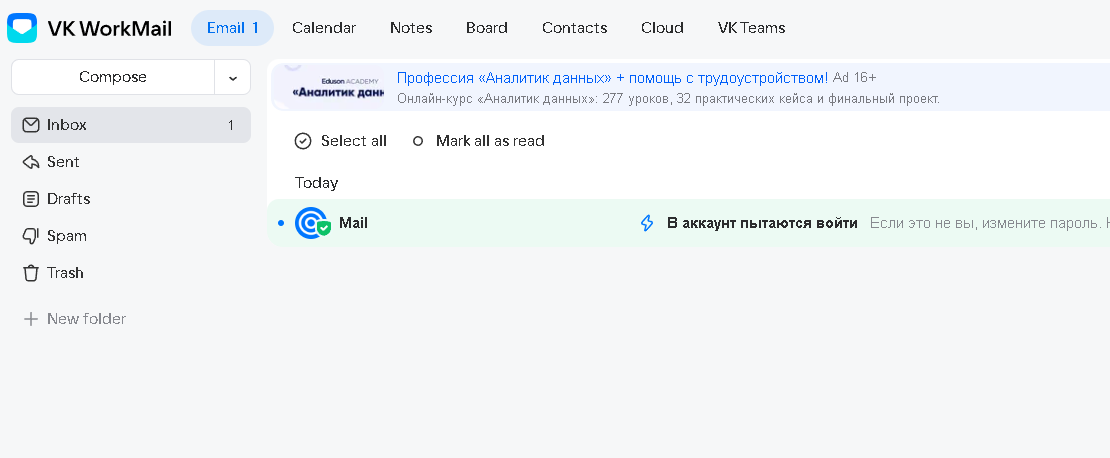 VK WorkMail
Email 1
Calendar
Notes
Board
Contacts
Cloud
VK Teams
Compose
Inbox 1
Sent
Drafts
Spam
Trash
New folder
Eduson ACADEMY
«Аналитик данн
Профессия «Аналитик данных» + помощь с трудоустройством! Ad 16+
Онлайн-курс «Аналитик данных»: 277 уроков, 32 практических кейса и финальный проект.
Select all
Mark all as read
Today
Mail
В аккаунт пытаются войти
Если это не вы, измените пароль.